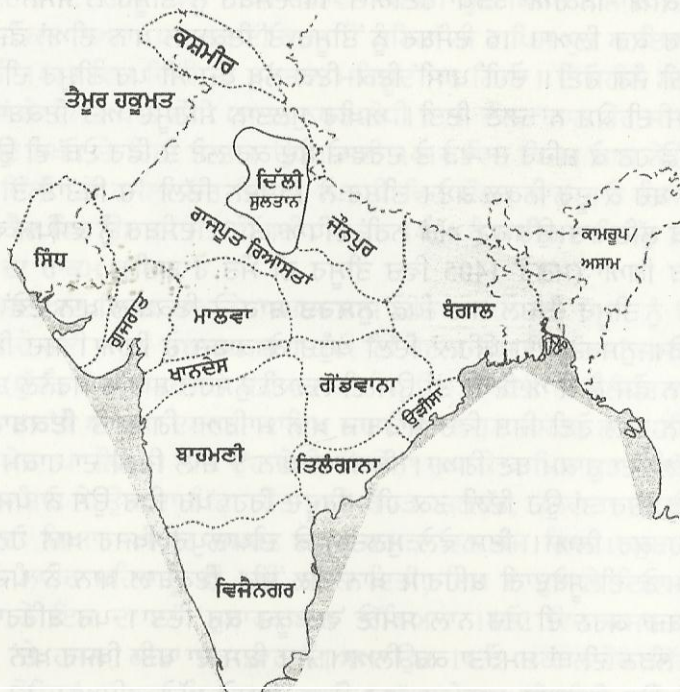 ਕਸ਼ਮੀਰ
ਤੈਮੂਰ ਹਕੂਮਤ
ਦਿੱਲੀ
ਸੁਲਤਾਨ
ਰਾਜਪੂਤ ਰਿਆਸਤਾਂ
ਜੌਨਪੁਰ
ਕਾਮਰੂਪ/
ਅਸਾਮ
ਸਿੰਧ
ਗੁਜਰਾਤ
ਮਾਲਵਾ
ਬੰਗਾਲ
ਖਾਨਦੇਸ਼
ਗੋਂਡਵਾਨਾ
ਉੜੀਸਾ
ਬਾਹਮਣੀ
ਤਿਲੰਗਾਨਾ
ਵਿਜੈਨਗਰ